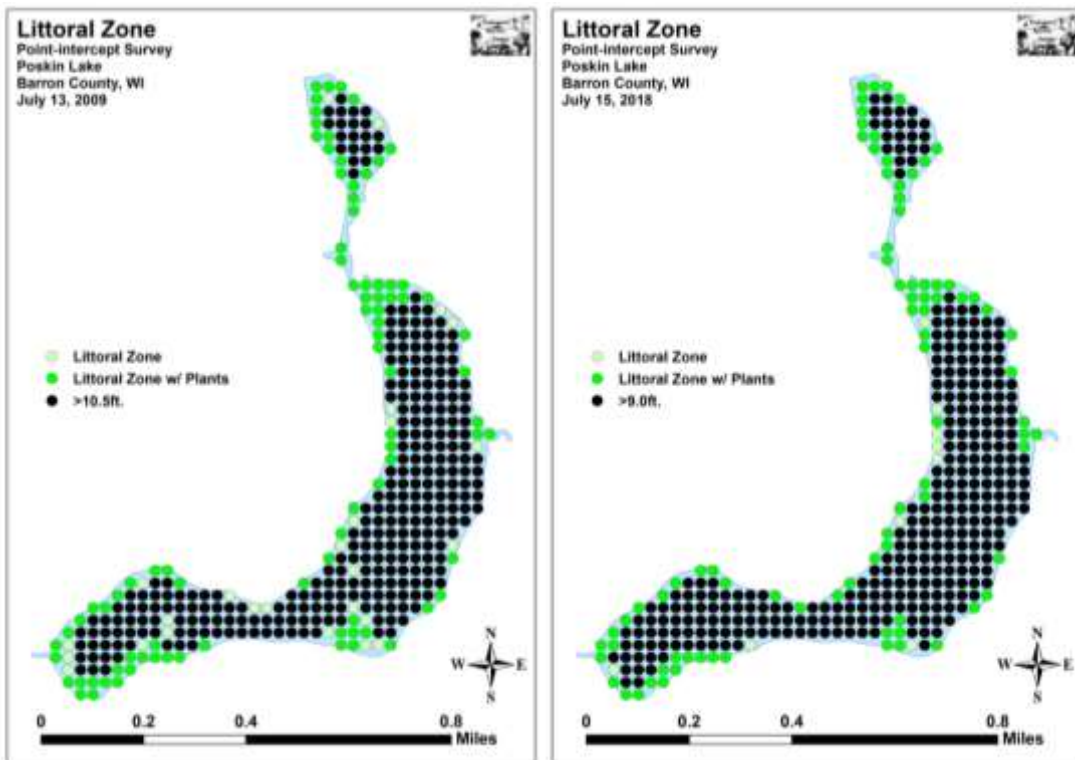 Littoral Zone
Point-intercept Survey
Poskin Lake
Barron County, WI
July 13, 2009
Littoral Zone
Littoral Zone w/ Plants
>10.5ft.
N
W
E
S
0
0.2
0.4
0.8
Miles
Littoral Zone
Point-intercept Survey
Poskin Lake
Barron County, WI
July 15, 2018
Littoral Zone
Littoral Zone w/ Plants
>9.0ft.
N
W
E
S
0
0.2
0.4
0.8
Miles